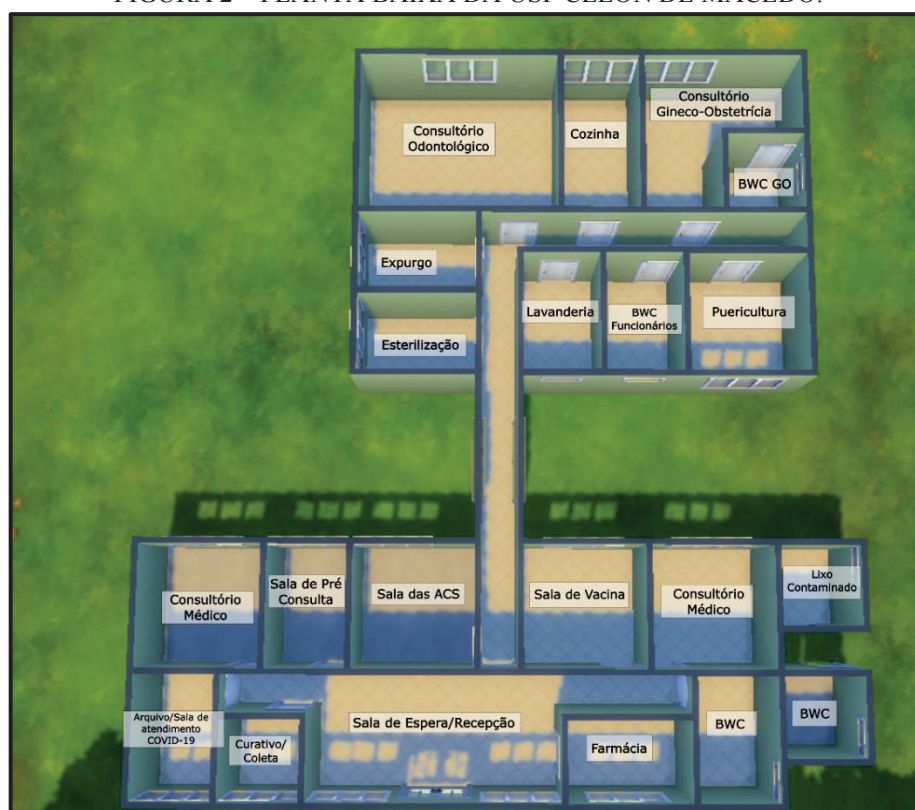 FIGURA 2 – PLANTA BAIXA DA USF CLEON DE MACEDO.
Consultório
Odontológico
Cozinha
Consultório
Gineco-Obstetrícia
BWC GO
Expurgo
Esterilização
Lavanderia
BWC
Funcionários
Puericultura
Consultório
Médico
Sala de Pré
Consulta
Sala das ACS
Sala de Vacina
Consultório
Médico
Lixo
Contaminado
Arquivo/Sala de
atendimento
COVID-19
Curativo/
Coleta
Sala de Espera/Recepção
Farmácia
BWC
BWC